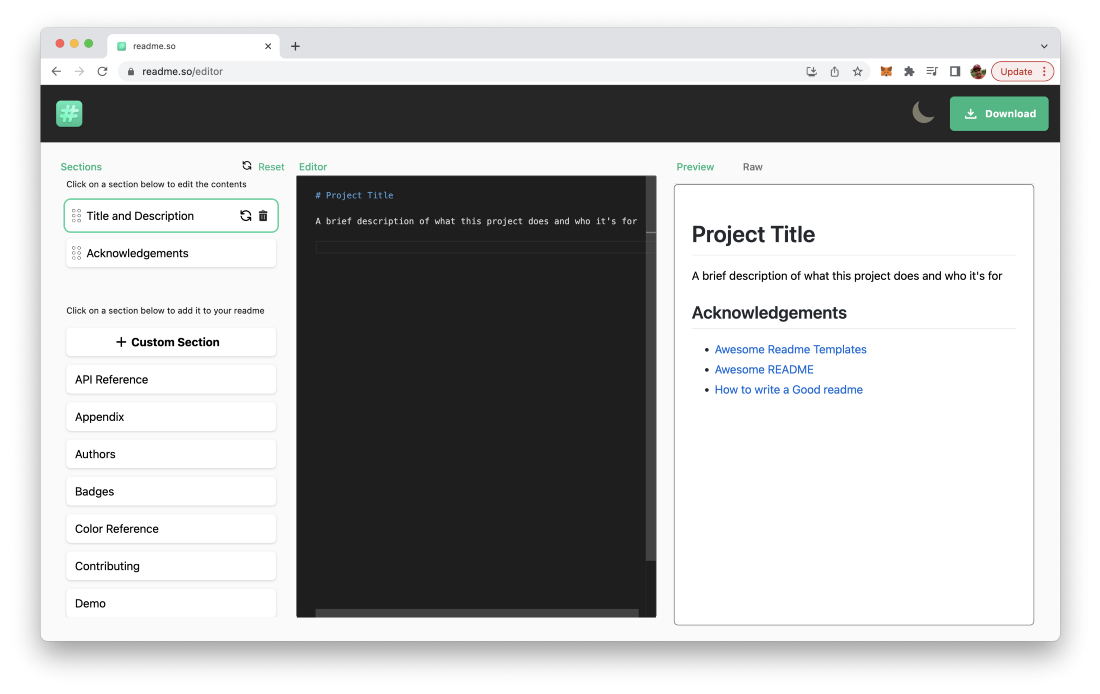 readme.so
readme.so/editor
Update
#
Download
Sections
Reset
Click on a section below to edit the contents
Title and Description
Acknowledgements
Click on a section below to add it to your readme
+ Custom Section
API Reference
Appendix
Authors
Badges
Color Reference
Contributing
Demo
Editor
# Project Title
A brief description of what this project does and who it's for
Preview Raw
Project Title
A brief description of what this project does and who it's for
Acknowledgements
• Awesome Readme Templates
• Awesome README
• How to write a Good readme